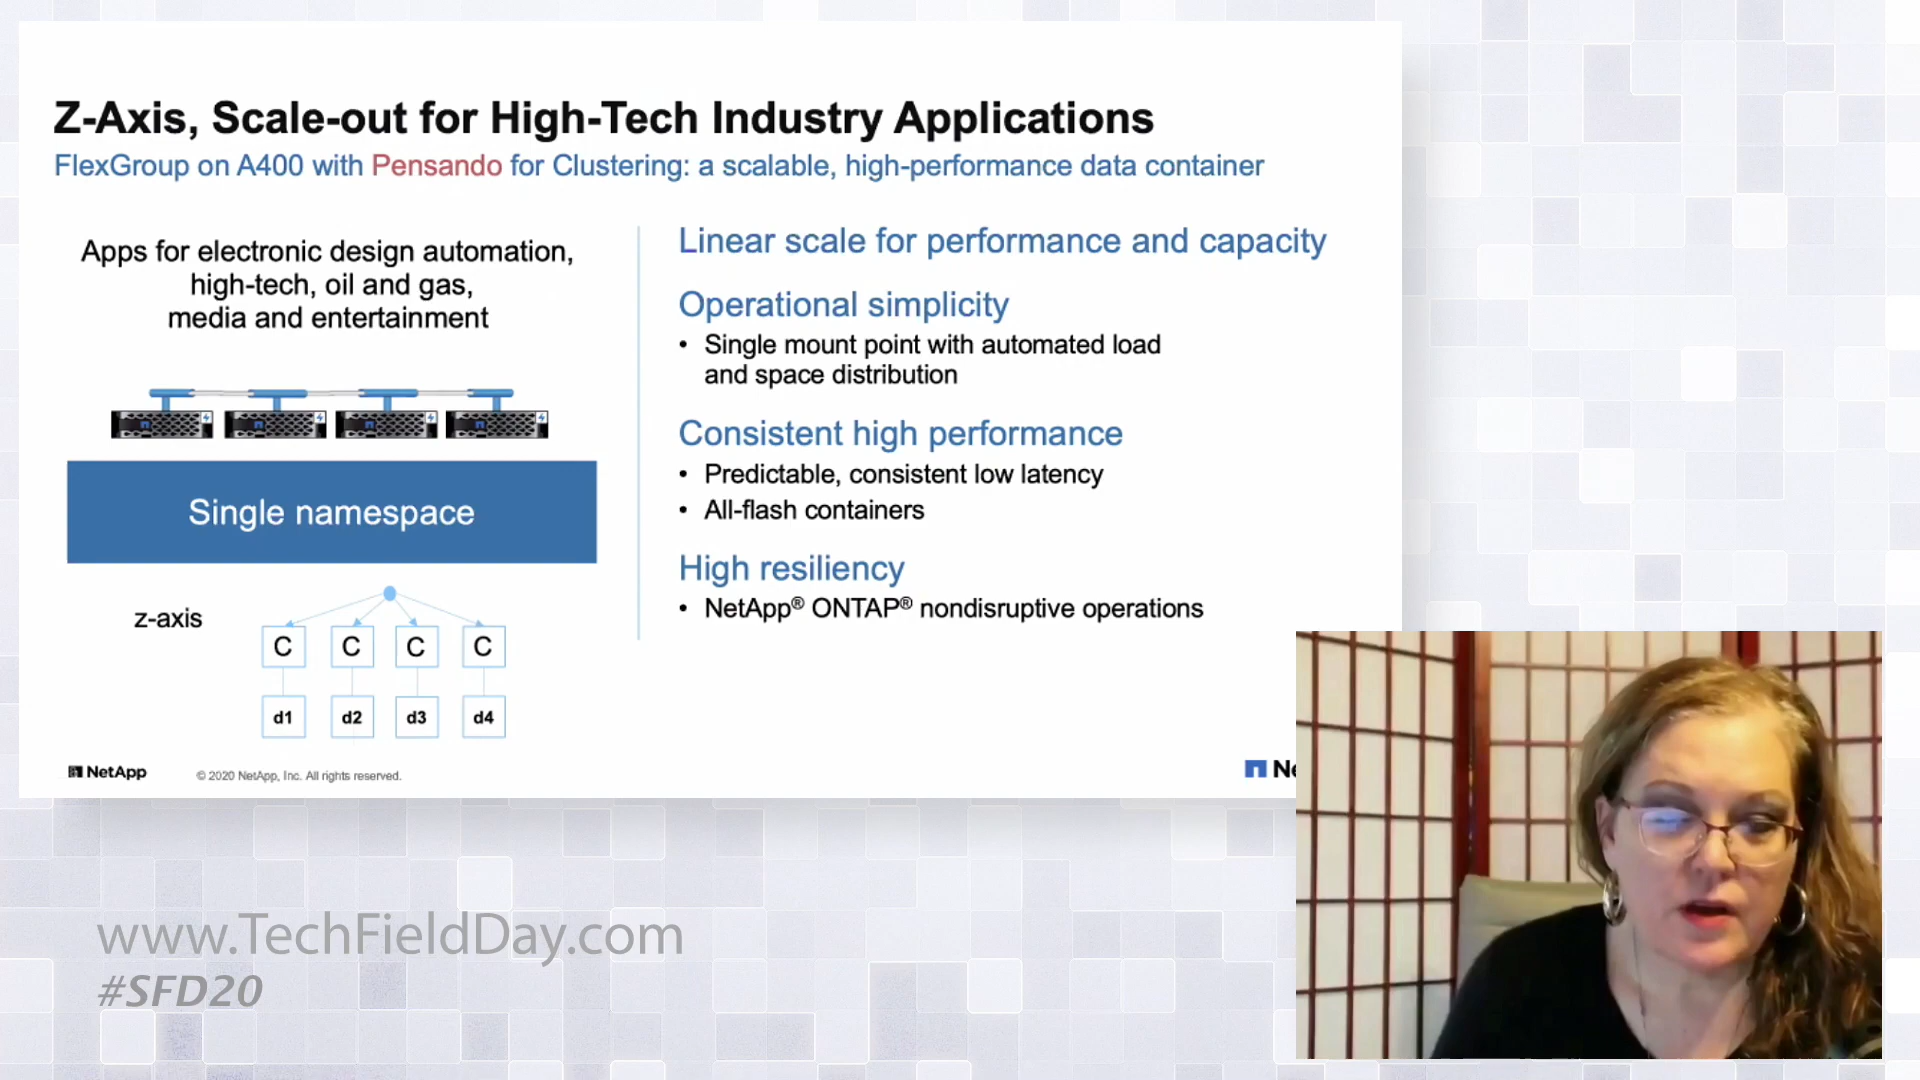 Z-Axis, Scale-out for High-Tech Industry Applications
FlexGroup on A400 with Pensando for Clustering: a scalable, high-performance data container
Apps for electronic design automation,
high-tech, oil and gas,
media and entertainment
Single namespace
z-axis
C C C C
d1 d2 d3 d4
Linear scale for performance and capacity
Operational simplicity
• Single mount point with automated load
and space distribution
Consistent high performance
• Predictable, consistent low latency
• All-flash containers
High resiliency
• NetApp® ONTAP® nondisruptive operations
NetApp
© 2020 NetApp, Inc. All rights reserved.
Ne
www.TechFieldDay.com
#SFD20